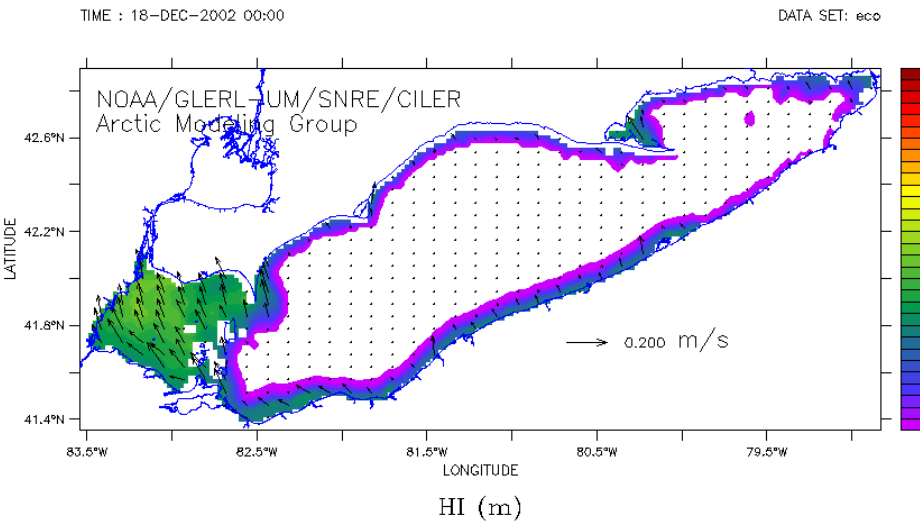 TIME : 18-DEC-2002 00:00
DATA SET: eco
NOAA/GLERL-UM/SNRE/CILER
Arctic Modeling Group
42.6°N
42.2°N
41.8°N
41.4°N
LATITUDE
0.200 m/s
83.5°W 82.5°W 81.5°W 80.5°W 79.5°W
LONGITUDE
HI (m)